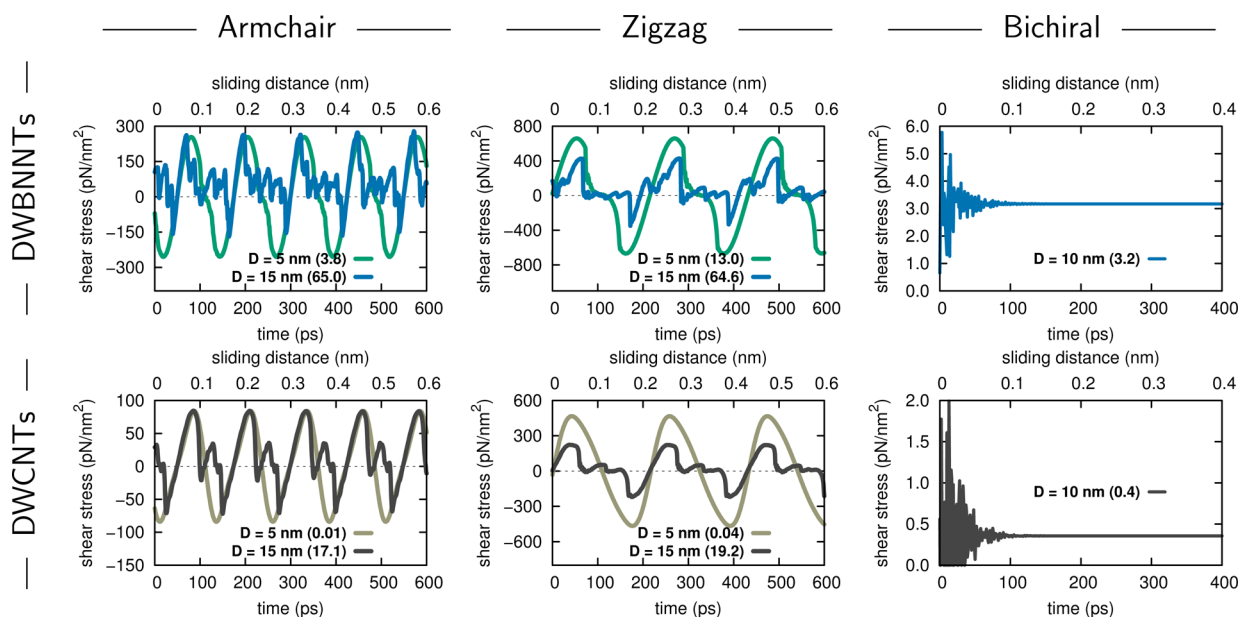 Armchair
Zigzag
Bichiral
DWBNNTs
sliding distance (nm)
0 0.1 0.2 0.3 0.4 0.5 0.6
shear stress (pN/nm²)
300
150
0
−150
−300
D = 5 nm (3.8)
D = 15 nm (65.0)
0 100 200 300 400 500 600
time (ps)
sliding distance (nm)
0 0.1 0.2 0.3 0.4 0.5 0.6
shear stress (pN/nm²)
800
400
0
−400
−800
D = 5 nm (13.0)
D = 15 nm (64.6)
0 100 200 300 400 500 600
time (ps)
sliding distance (nm)
0 0.1 0.2 0.3 0.4
shear stress (pN/nm²)
6.0
5.0
4.0
3.0
2.0
1.0
0.0
D = 10 nm (3.2)
0 100 200 300 400
time (ps)
DWCNTs
sliding distance (nm)
0 0.1 0.2 0.3 0.4 0.5 0.6
shear stress (pN/nm²)
100
50
0
−50
−100
−150
D = 5 nm (0.01)
D = 15 nm (17.1)
0 100 200 300 400 500 600
time (ps)
sliding distance (nm)
0 0.1 0.2 0.3 0.4 0.5 0.6
shear stress (pN/nm²)
600
300
0
−300
−600
D = 5 nm (0.04)
D = 15 nm (19.2)
0 100 200 300 400 500 600
time (ps)
sliding distance (nm)
0 0.1 0.2 0.3 0.4
shear stress (pN/nm²)
2.0
1.5
1.0
0.5
0.0
D = 10 nm (0.4)
0 100 200 300 400
time (ps)